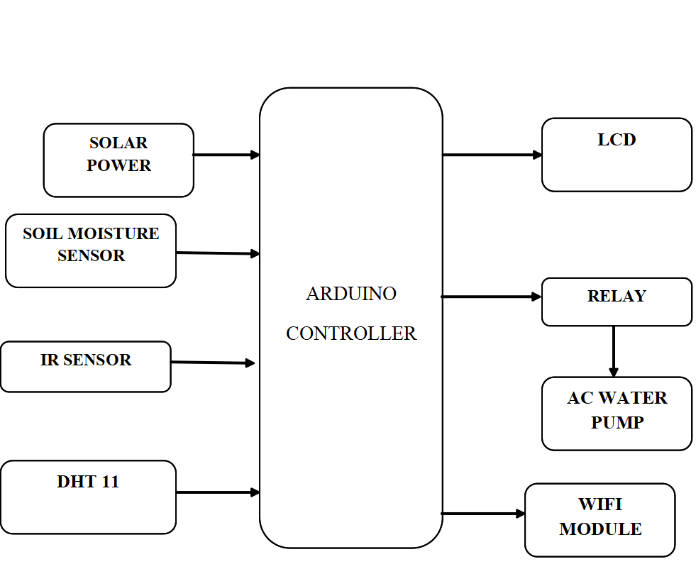 SOLAR
POWER
SOIL MOISTURE
SENSOR
IR SENSOR
DHT 11
ARDUINO
CONTROLLER
LCD
RELAY
AC WATER
PUMP
WIFI
MODULE